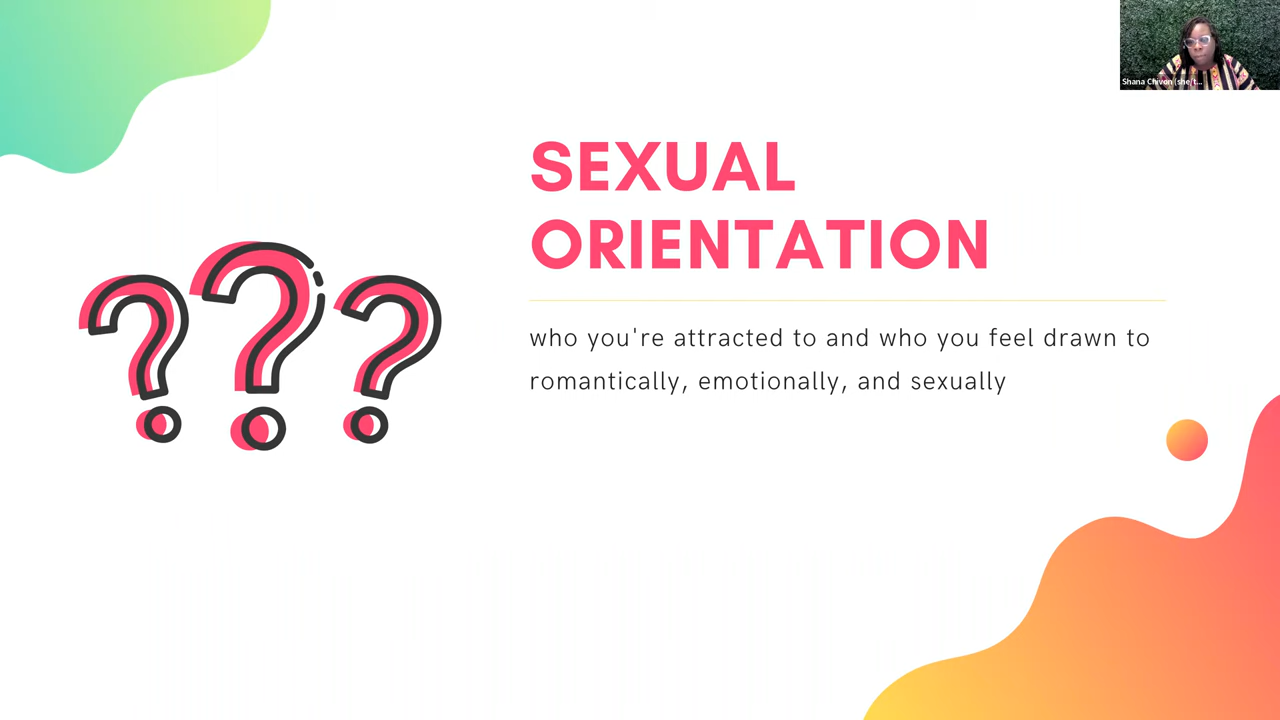 Shana Chivon (she/t...
SEXUAL
ORIENTATION
who you're attracted to and who you feel drawn to
romantically, emotionally, and sexually